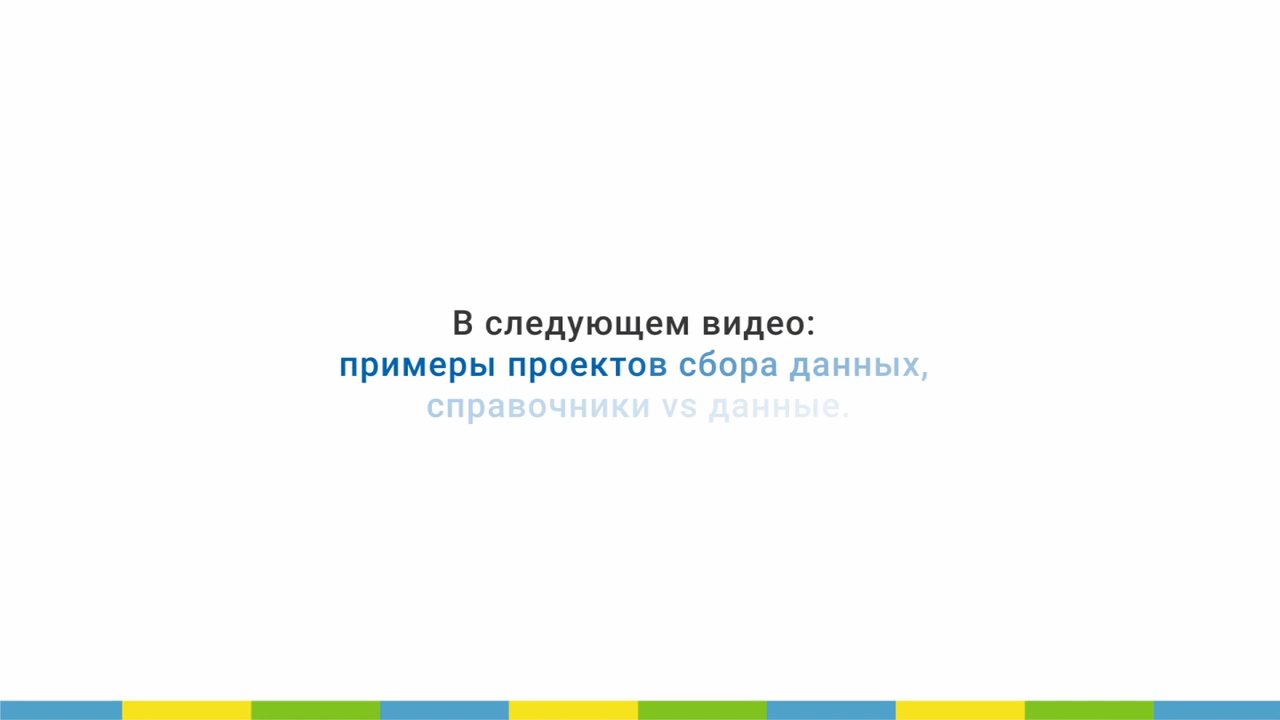 В следующем видео:
примеры проектов сбора данных,
справочники vs данные.